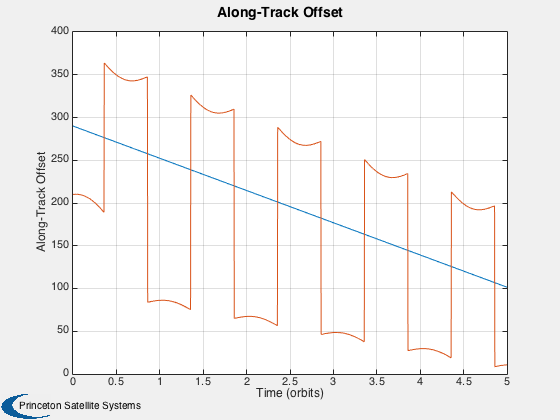 Along-Track Offset
400
350
300
250
200
150
100
50
0
Along-Track Offset
0 0.5 1 1.5 2 2.5 3 3.5 4 4.5 5
Time (orbits)
Princeton Satellite Systems